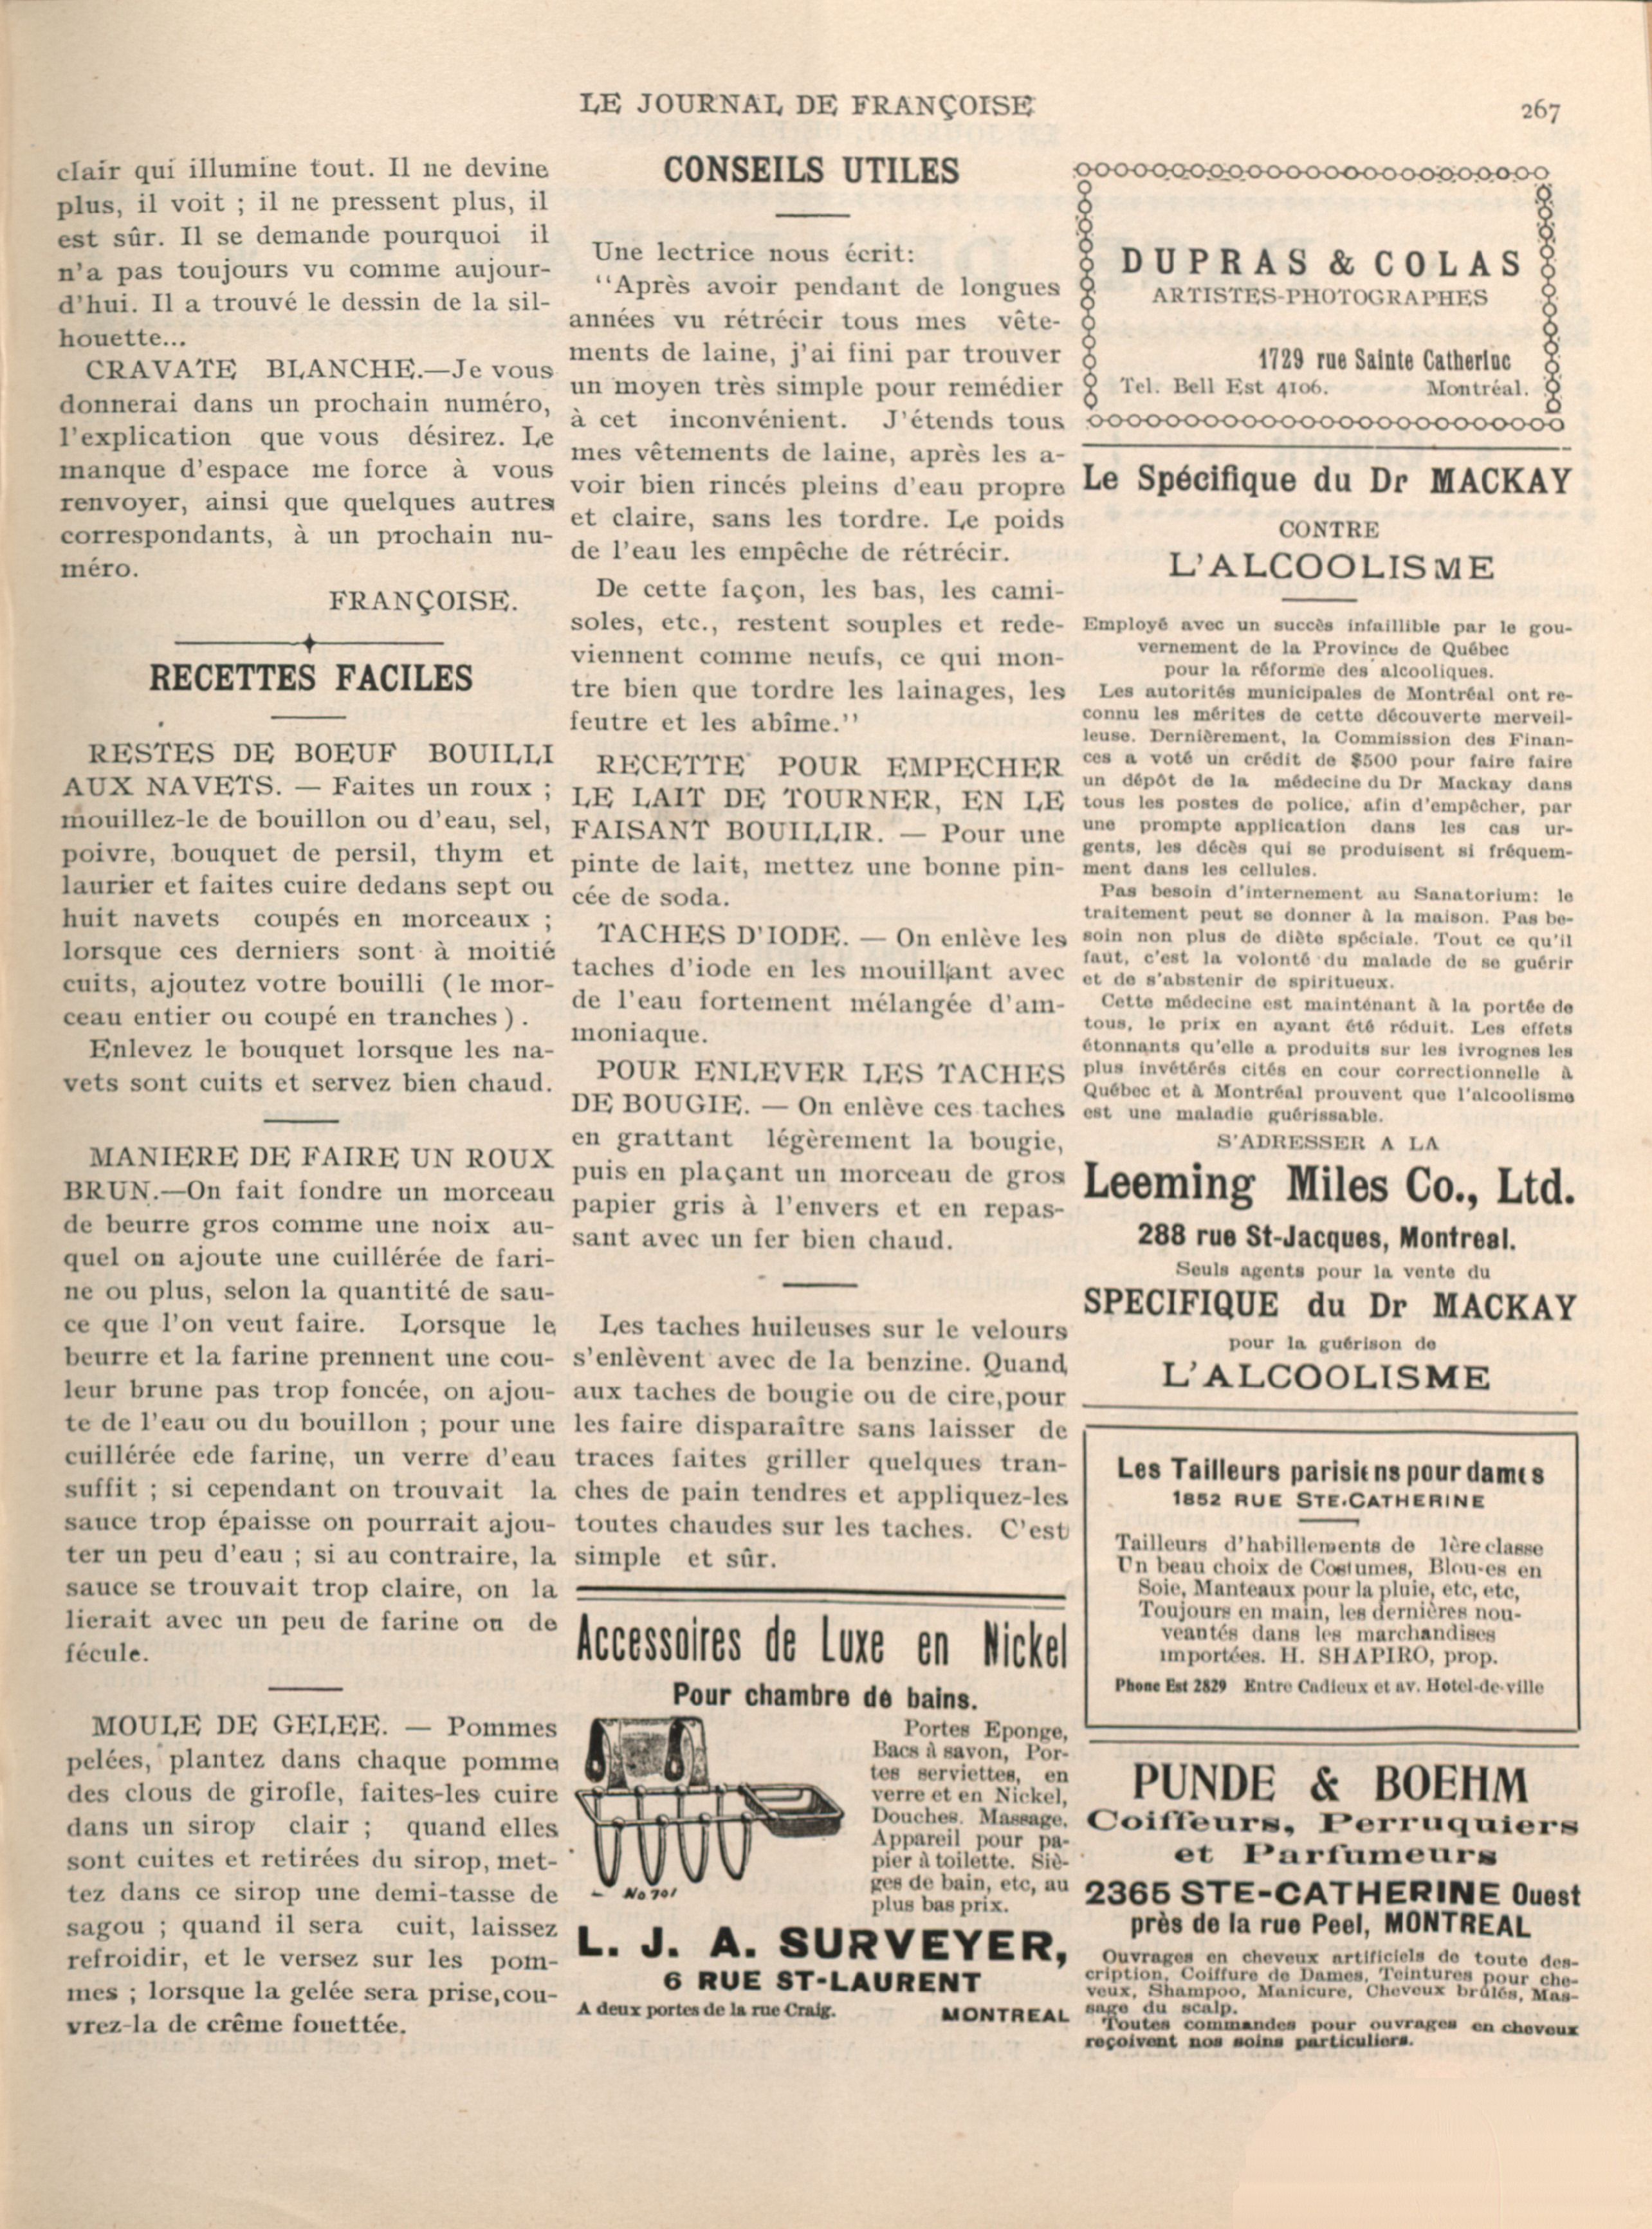 LE JOURNAL DE FRANÇOISE
267
clair qui illumine tout. Il ne devine
plus, il voit ; il ne pressent plus, il
est sûr. Il se demande pourquoi il
n'a pas toujours vu comme aujour-
d'hui. Il a trouvé le dessin de la sil-
houette...
CRAVATE BLANCHE.—Je vous
donnerai dans un prochain numéro,
l'explication que vous désirez. Le
manque d'espace me force à vous
renvoyer, ainsi que quelques autres
correspondants, à un prochain nu-
méro.
FRANÇOISE.
RECETTES FACILES
RESTES DE BOEUF BOUILLI
AUX NAVETS. — Faites un roux ;
mouillez-le de bouillon ou d'eau, sel,
poivre, bouquet de persil, thym et
laurier et faites cuire dedans sept ou
huit navets coupés en morceaux ;
lorsque ces derniers sont à moitié
cuits, ajoutez votre bouilli (le mor-
ceau entier ou coupé en tranches).
Enlevez le bouquet lorsque les na-
vets sont cuits et servez bien chaud.
MANIERE DE FAIRE UN ROUX
BRUN.—On fait fondre un morceau
de beurre gros comme une noix au-
quel on ajoute une cuillérée de fari-
ne ou plus, selon la quantité de sau-
ce que l'on veut faire. Lorsque le
beurre et la farine prennent une cou-
leur brune pas trop foncée, on ajou-
te de l'eau ou du bouillon ; pour une
cuillérée ede farine, un verre d'eau
suffit ; si cependant on trouvait la
sauce trop épaisse on pourrait ajou-
ter un peu d'eau ; si au contraire, la
sauce se trouvait trop claire, on la
lierait avec un peu de farine ou de
fécule.
MOULE DE GELEE. — Pommes
pelées, plantez dans chaque pomme
des clous de girofle, faites-les cuire
dans un sirop clair ; quand elles
sont cuites et retirées du sirop, met-
tez dans ce sirop une demi-tasse de
sagou ; quand il sera cuit, laissez
refroidir, et le versez sur les pom-
mes ; lorsque la gelée sera prise,cou-
vrez-la de crême fouettée.
CONSEILS UTILES
Une lectrice nous écrit:
"Après avoir pendant de longues
années vu rétrécir tous mes vête-
ments de laine, j'ai fini par trouver
un moyen très simple pour remédier
à cet inconvénient. J'étends tous
mes vêtements de laine, après les a-
voir bien rincés pleins d'eau propre
et claire, sans les tordre. Le poids
de l'eau les empêche de rétrécir.
De cette façon, les bas, les cami-
soles, etc., restent souples et rede-
viennent comme neufs, ce qui mon-
tre bien que tordre les lainages, les
feutre et les abîme."
RECETTE POUR EMPECHER
LE LAIT DE TOURNER, EN LE
FAISANT BOUILLIR. — Pour une
pinte de lait, mettez une bonne pin-
cée de soda.
TACHES D'IODE. — On enlève les
taches d'iode en les mouillant avec
de l'eau fortement mélangée d'am-
moniaque.
POUR ENLEVER LES TACHES
DE BOUGIE. — On enlève ces taches
en grattant légèrement la bougie,
puis en plaçant un morceau de gros
papier gris à l'envers et en repas-
sant avec un fer bien chaud.
Les taches huileuses sur le velours
s'enlèvent avec de la benzine. Quand
aux taches de bougie ou de cire,pour
les faire disparaître sans laisser de
traces faites griller quelques tran-
ches de pain tendres et appliquez-les
toutes chaudes sur les taches. C'est
simple et sûr.
Accessoires de Luxe en Nickel
Pour chambre de bains.
Portes Eponge,
Bacs à savon, Por-
tes serviettes, en
verre et en Nickel,
Douches. Massage.
Appareil pour pa-
pier à toilette. Siè-
ges de bain, etc, au
plus bas prix.
No 701
L. J. A. SURVEYER,
6 RUE ST-LAURENT
A deux portes de la rue Craig.
MONTREAL
DUPRAS & COLAS
ARTISTES-PHOTOGRAPHES
1729 rue Sainte Catherine
Tel. Bell Est 4106. Montréal.
Le Spécifique du Dr MACKAY
CONTRE
L'ALCOOLISME
Employé avec un succès infaillible par le gou-
vernement de la Province de Québec
pour la réforme des alcooliques.
Les autorités municipales de Montréal ont re-
connu les mérites de cette découverte merveil-
leuse. Dernièrement, la Commission des Finan-
ces a voté un crédit de $500 pour faire faire
un dépôt de la médecine du Dr Mackay dans
tous les postes de police, afin d'empêcher, par
une prompte application dans les cas ur-
gents, les décès qui se produisent si fréquem-
ment dans les cellules.
Pas besoin d'internement au Sanatorium: le
traitement peut se donner à la maison. Pas be-
soin non plus de diète spéciale. Tout ce qu'il
faut, c'est la volonté du malade de se guérir
et de s'abstenir de spiritueux.
Cette médecine est maintenant à la portée de
tous, le prix en ayant été réduit. Les effets
étonnants qu'elle a produits sur les ivrognes les
plus invétérés cités en cour correctionnelle à
Québec et à Montréal prouvent que l'alcoolisme
est une maladie guérissable.
S'ADRESSER A LA
Leeming Miles Co., Ltd.
288 rue St-Jacques, Montreal.
Seuls agents pour la vente du
SPECIFIQUE du Dr MACKAY
pour la guérison de
L'ALCOOLISME
Les Tailleurs parisiens pour dames
1852 RUE STE.CATHERINE
Tailleurs d'habillements de 1ère classe
Un beau choix de Costumes, Blouses en
Soie, Manteaux pour la pluie, etc, etc,
Toujours en main, les dernières nou-
veautés dans les marchandises
importées. H. SHAPIRO, prop.
Phone Est 2829 Entre Cadieux et av. Hotel-de-ville
PUNDE & BOEHM
Coiffeurs, Perruquiers
et Parfumeurs
2365 STE-CATHERINE Ouest
près de la rue Peel, MONTREAL
Ouvrages en cheveux artificiels de toute des-
cription, Coiffure de Dames, Teintures pour che-
veux, Shampoo, Manicure, Cheveux brûlés, Mas-
sage du scalp.
Toutes commandes pour ouvrages en cheveux
reçoivent nos soins particuliers.